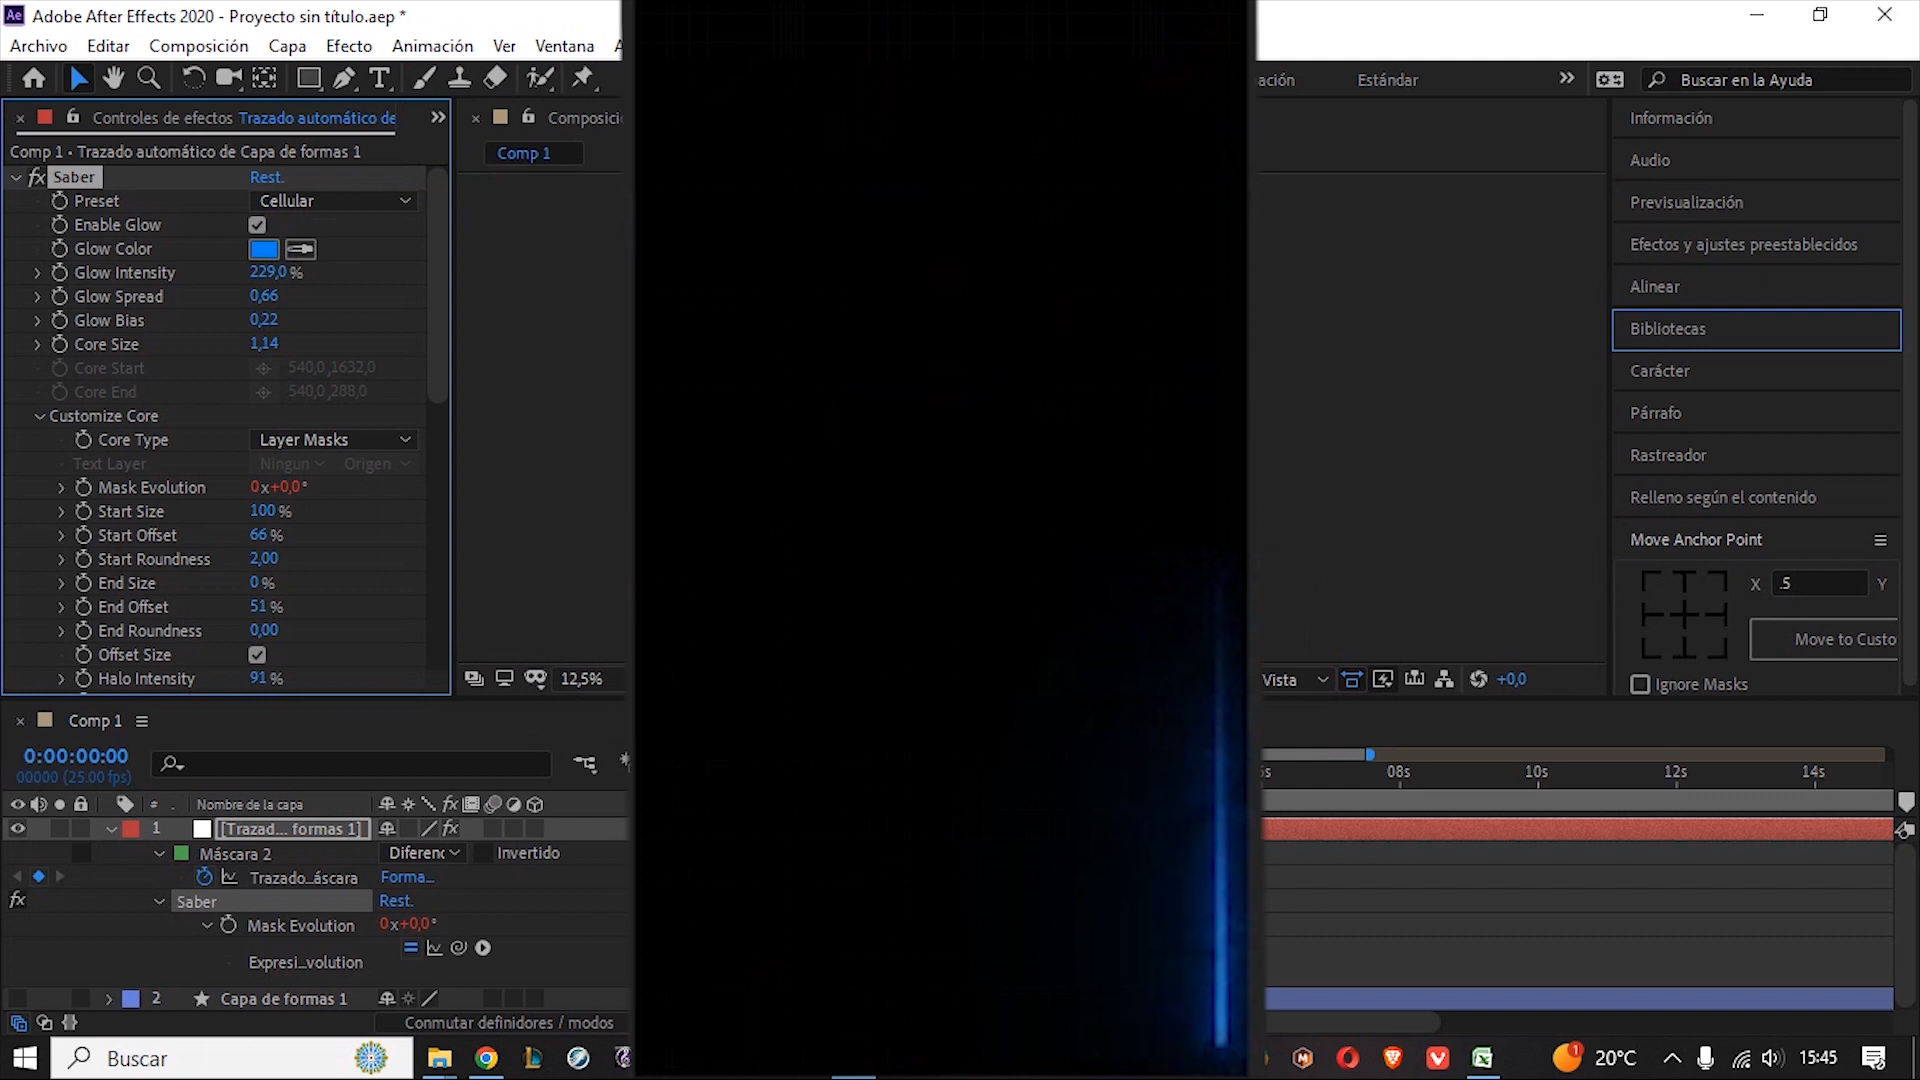 Ae Adobe After Effects 2020 - Proyecto sin título.aep *
Archivo Editar Composición Capa Efecto Animación Ver Ventana
ación Estándar Buscar en la Ayuda
Controles de efectos Trazado automático de
Comp 1 • Trazado automático de Capa de formas 1
fx Saber Rest.
Preset Cellular
Enable Glow
Glow Color
Glow Intensity 229,0 %
Glow Spread 0,66
Glow Bias 0,22
Core Size 1,14
Core Start 540,0 ,1632,0
Core End 540,0 ,288,0
Customize Core
Core Type Layer Masks
Text Layer Ningun Origen
Mask Evolution 0x+0,0°
Start Size 100 %
Start Offset 66 %
Start Roundness 2,00
End Size 0 %
End Offset 51 %
End Roundness 0,00
Offset Size
Halo Intensity 91 %
Composici
Comp 1
12,5%
Vista +0,0
Información
Audio
Previsualización
Efectos y ajustes preestablecidos
Alinear
Bibliotecas
Carácter
Párrafo
Rastreador
Relleno según el contenido
Move Anchor Point
X .5 Y
Move to Custo
Ignore Masks
Comp 1
0:00:00:00
00000 (25.00 fps)
# Nombre de la capa fx
1 [Trazad... formas 1] fx
Máscara 2 Diferenc Invertido
Trazado..áscara Forma...
fx Saber Rest.
Mask Evolution 0x+0,0°
Expresi...volution
2 Capa de formas 1
Conmutar definidores / modos
s 08s 10s 12s 14s
Buscar
1 20°C 15:45